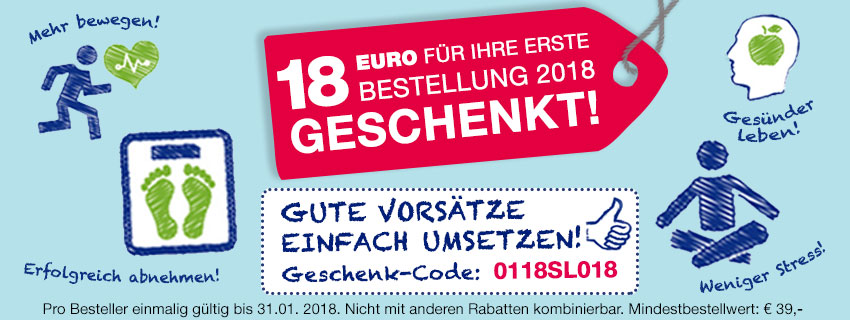 Mehr bewegen!
18 EURO FÜR IHRE ERSTE
BESTELLUNG 2018
GESCHENKT!
Gesünder
leben!
GUTE VORSÄTZE
EINFACH UMSETZEN!
Geschenk-Code: 0118SL018
Erfolgreich abnehmen!
Weniger Stress!
Pro Besteller einmalig gültig bis 31.01. 2018. Nicht mit anderen Rabatten kombinierbar. Mindestbestellwert: € 39,-